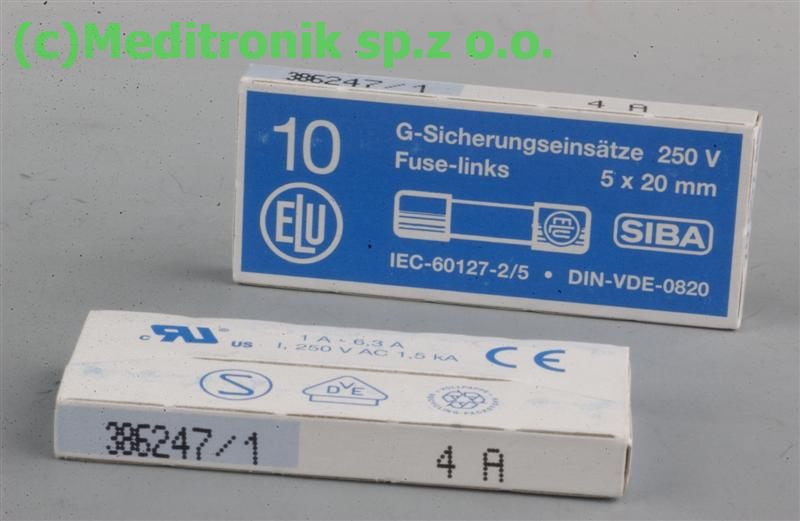 (c)Meditronik sp.z o.o.
386247/1 4 A
10 G-Sicherungseinsätze 250 V
Fuse-links 5 x 20 mm
ELU SIBA
IEC-60127-2/5 • DIN-VDE-0820
c RU ® US 1 A - 6,3 A
I, 250 V AC 1,5 kA CE
S DVE
386247/1 4 A